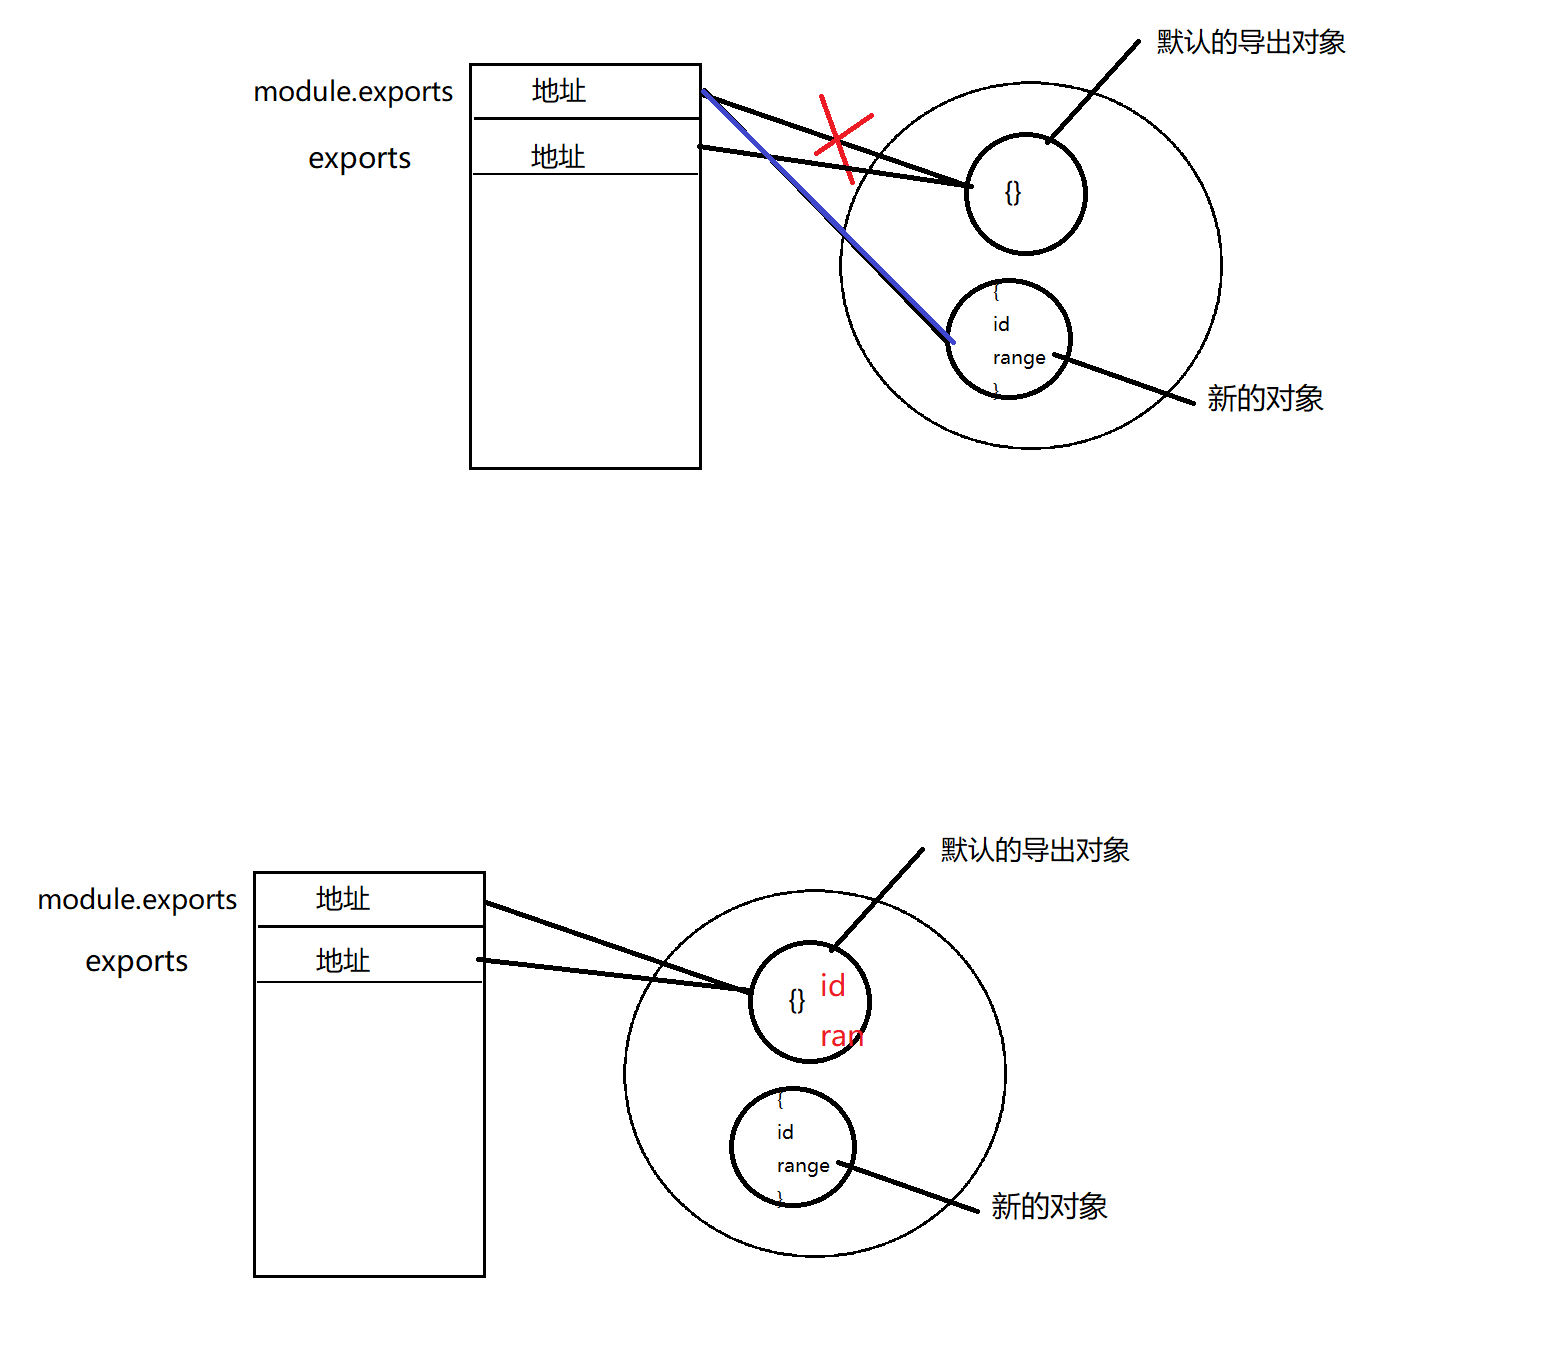 默认的导出对象
module.exports
地址
exports
地址
{}
{
id
range
}
新的对象
默认的导出对象
module.exports
地址
exports
地址
{}
id
ran
{
id
range
}
新的对象